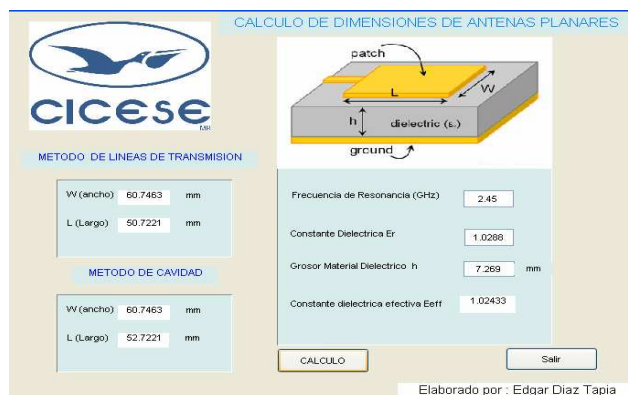 CALCULO DE DIMENSIONES DE ANTENAS PLANARES
CICESE
patch
L
W
h
dielectric (εr)
ground
METODO DE LINEAS DE TRANSMISION
W (ancho) 60.7463 mm
L (Largo) 50.7221 mm
METODO DE CAVIDAD
W (ancho) 60.7463 mm
L (Largo) 52.7221 mm
Frecuencia de Resonancia (GHz) 2.45
Constante Dielectrica Er 1.0288
Grosor Material Dielectrico h 7.269 mm
Constante dielectrica efectiva Eeff 1.02433
CALCULO
Salir
Elaborado por : Edgar Diaz Tapia